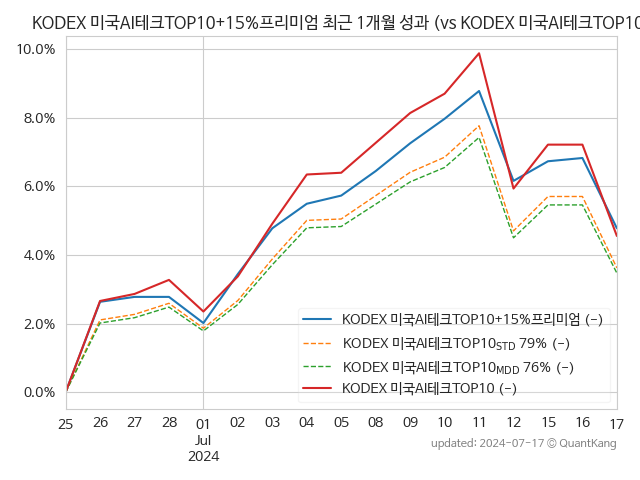 KODEX 미국AI테크TOP10+15%프리미엄 최근 1개월 성과 (vs KODEX 미국AI테크TOP10
10.0%
8.0%
6.0%
4.0%
2.0%
0.0%
KODEX 미국AI테크TOP10+15%프리미엄 (-)
KODEX 미국AI테크TOP10STD 79% (-)
KODEX 미국AI테크TOP10MDD 76% (-)
KODEX 미국AI테크TOP10 (-)
25 26 27 28 01 02 03 04 05 08 09 10 11 12 15 16 17
Jul
2024
updated: 2024-07-17 © QuantKang